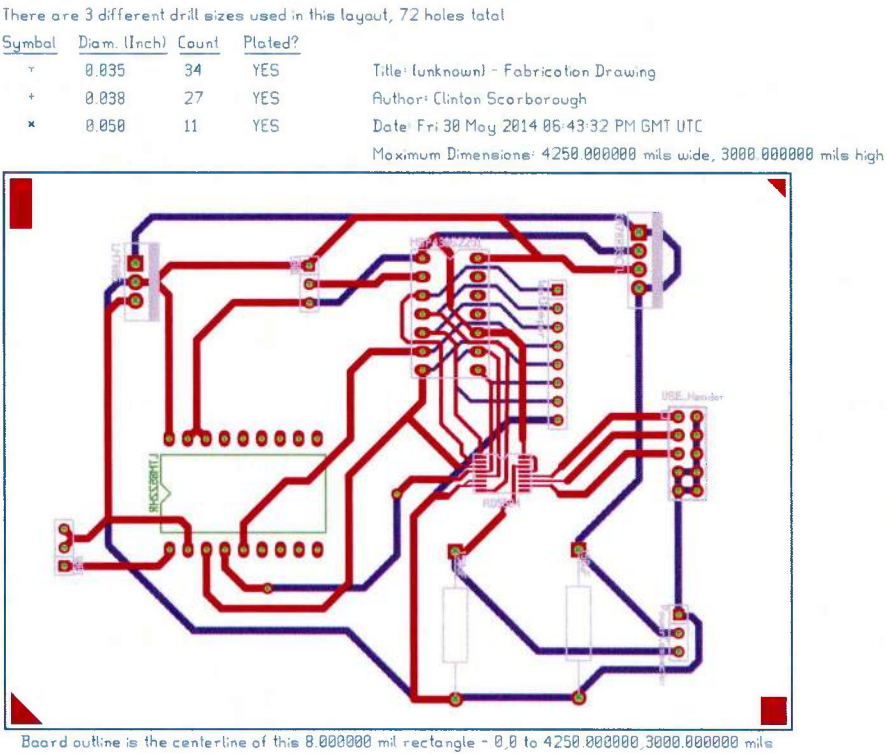 There are 3 different drill sizes used in this layout, 72 holes total
Symbol Diam. (Inch) Count Plated?
0.035 34 YES
+ 0.038 27 YES
x 0.050 11 YES
Title: (unknown) - Fabrication Drawing
Author: Clinton Scarborough
Date: Fri 30 May 2014 06:43:32 PM GMT UTC
Maximum Dimensions: 4250.000000 mils wide, 3000.000000 mils high
USB_Header
Board outline is the centerline of this 8.000000 mil rectangle - 0,0 to 4250.000000,3000.000000 mils